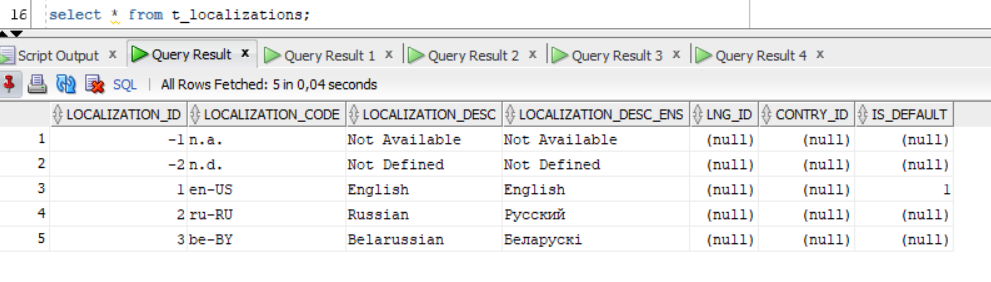 16 select * from t_localizations;
Script Output x Query Result x Query Result 1 x Query Result 2 x Query Result 3 x Query Result 4 x
SQL | All Rows Fetched: 5 in 0,04 seconds
LOCALIZATION_ID LOCALIZATION_CODE LOCALIZATION_DESC LOCALIZATION_DESC_ENS LNG_ID CONTRY_ID IS_DEFAULT
1 -1 n.a. Not Available Not Available (null) (null) (null)
2 -2 n.d. Not Defined Not Defined (null) (null) (null)
3 1 en-US English English (null) (null) 1
4 2 ru-RU Russian Русский (null) (null) (null)
5 3 be-BY Belarussian Беларускі (null) (null) (null)